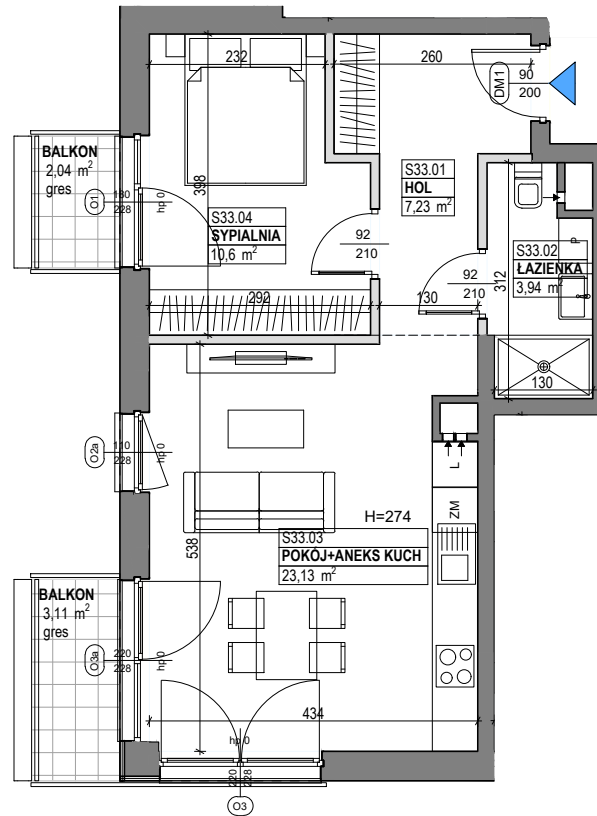 232
260
DM1
90
200
BALKON
2,04 m²
gres
O1
180
228
hp 0
398
S33.04
SYPIALNIA
10,6 m²
S33.01
HOL
7,23 m²
92
210
S33.02
ŁAZIENKA
3,94 m²
P
312
92
210
292
130
130
O2a
110
228
hp 0
L
ZM
H=274
538
S33.03
POKÓJ+ANEKS KUCH
23,13 m²
BALKON
3,11 m²
gres
O3a
220
228
hp 0
434
hp 0
220
228
O3